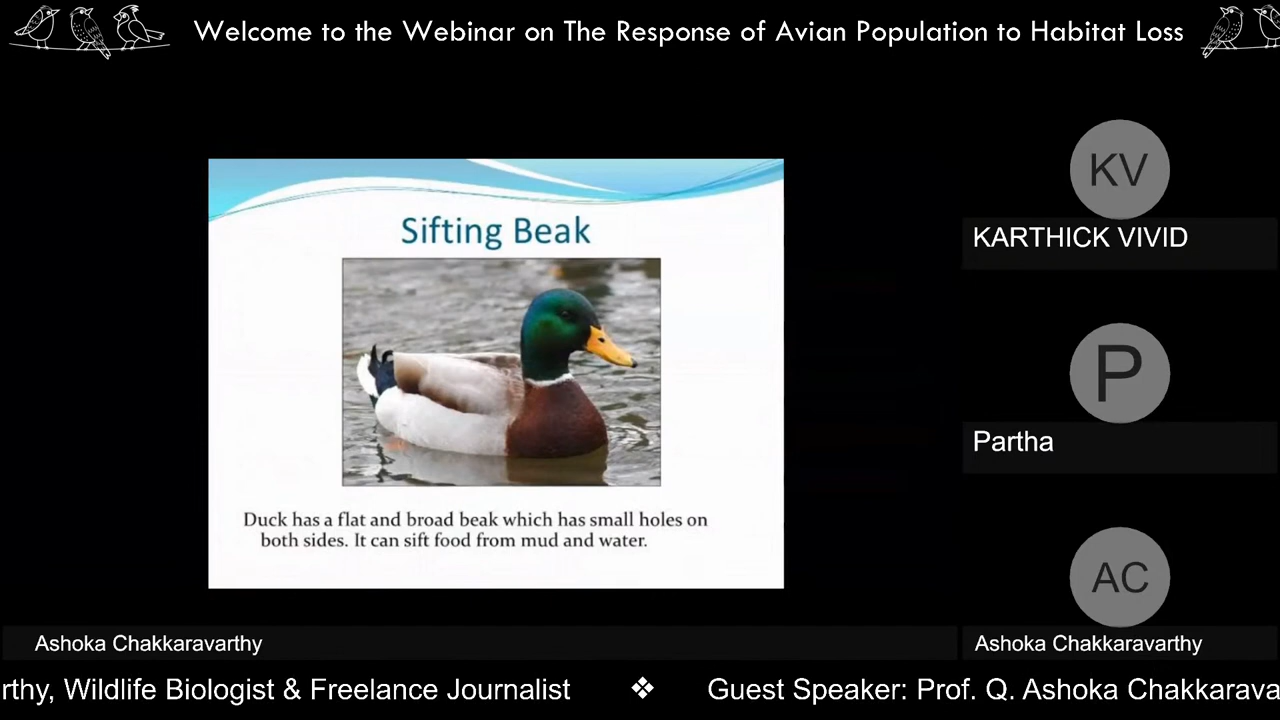 Welcome to the Webinar on The Response of Avian Population to Habitat Loss
KV
KARTHICK VIVID
Sifting Beak
P
Partha
Duck has a flat and broad beak which has small holes on
both sides. It can sift food from mud and water.
AC
Ashoka Chakkaravarthy
Ashoka Chakkaravarthy
rthy, Wildlife Biologist & Freelance Journalist ❖ Guest Speaker: Prof. Q. Ashoka Chakkarava